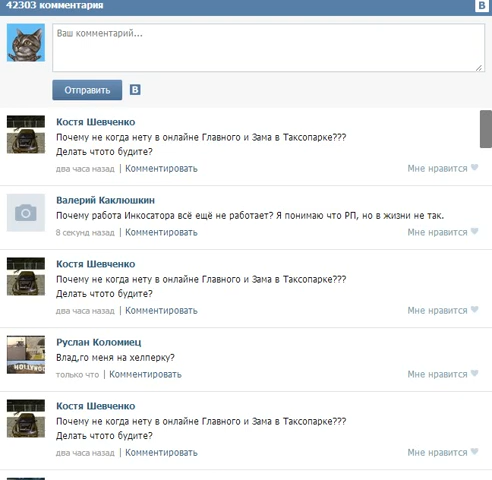 42303 комментария
В
Ваш комментарий...
Отправить
В
Костя Шевченко
Почему не когда нету в онлайне Главного и Зама в Таксопарке???
Делать чтото будите?
два часа назад | Комментировать
Мне нравится
Валерий Каклюшкин
Почему работа Инкосатора всё ещё не работает? Я понимаю что РП, но в жизни не так.
8 секунд назад | Комментировать
Мне нравится
Костя Шевченко
Почему не когда нету в онлайне Главного и Зама в Таксопарке???
Делать чтото будите?
два часа назад | Комментировать
Мне нравится
Руслан Коломиец
Влад,го меня на хелперку?
только что | Комментировать
Мне нравится
Костя Шевченко
Почему не когда нету в онлайне Главного и Зама в Таксопарке???
Делать чтото будите?
два часа назад | Комментировать
Мне нравится